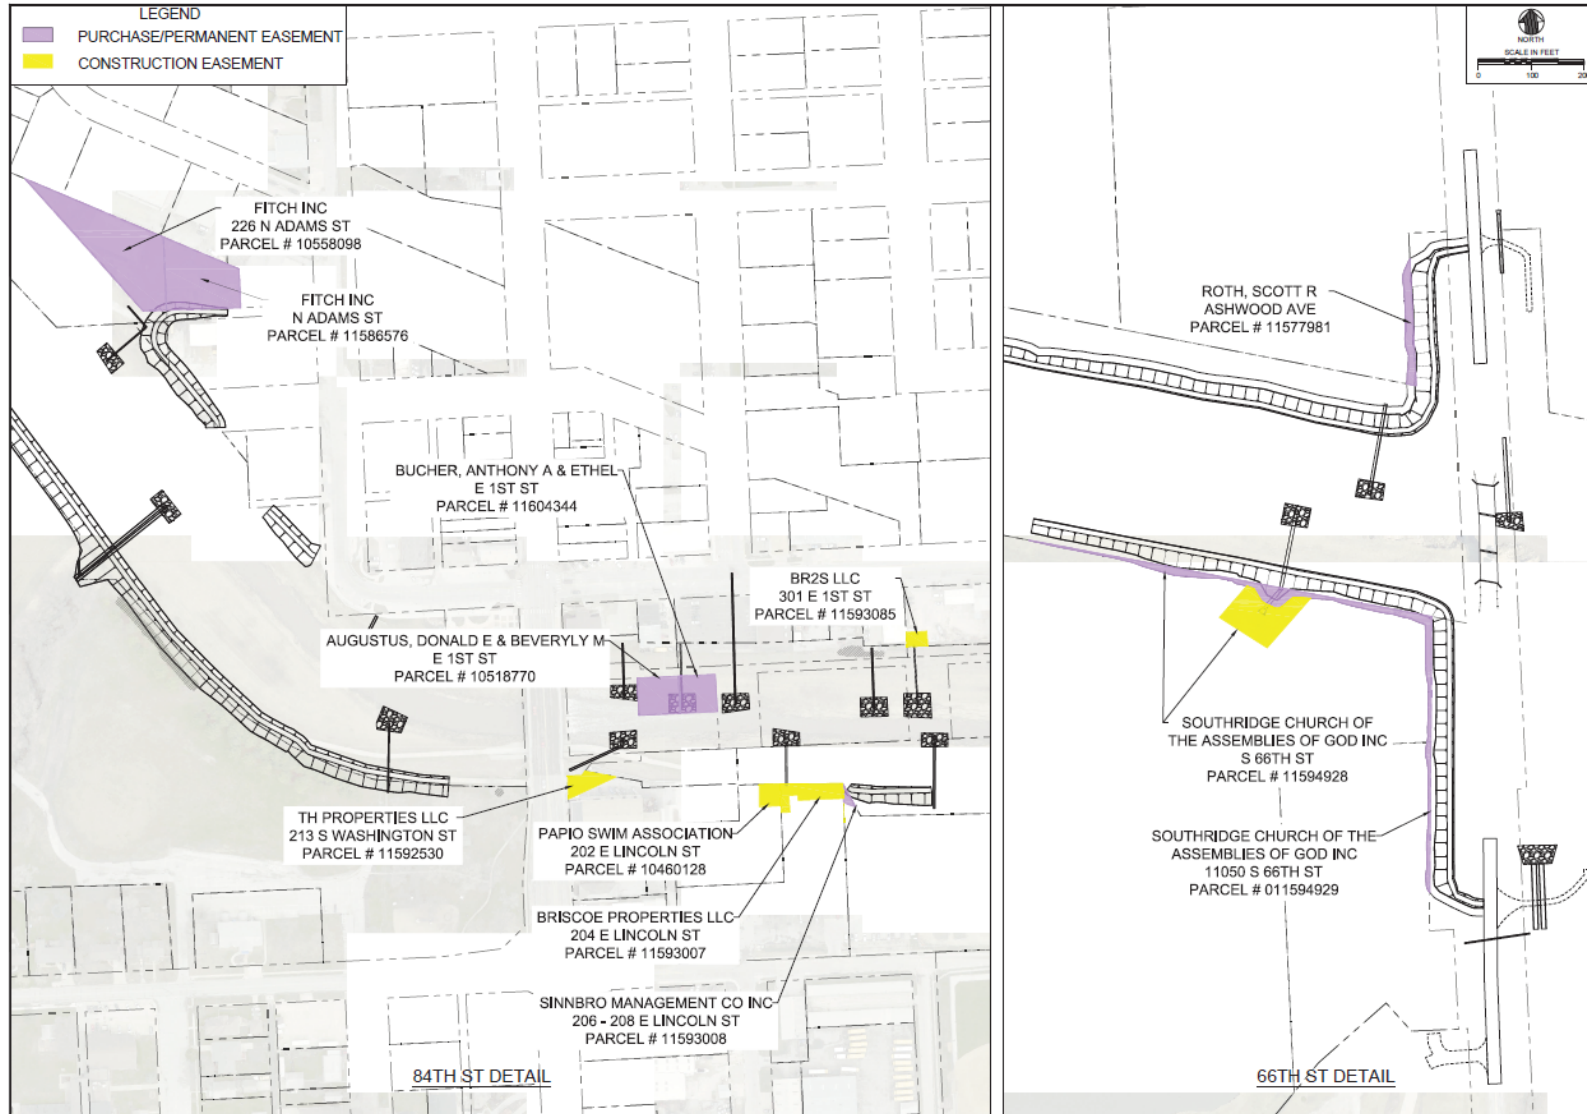 LEGEND
PURCHASE/PERMANENT EASEMENT
CONSTRUCTION EASEMENT
FITCH INC
226 N ADAMS ST
PARCEL # 10558098
FITCH INC
N ADAMS ST
PARCEL # 11586576
BUCHER, ANTHONY A & ETHEL
E 1ST ST
PARCEL # 11604344
BR2S LLC
301 E 1ST ST
PARCEL # 11593085
AUGUSTUS, DONALD E & BEVERYLY M
E 1ST ST
PARCEL # 10518770
TH PROPERTIES LLC
213 S WASHINGTON ST
PARCEL # 11592530
PAPIO SWIM ASSOCIATION
202 E LINCOLN ST
PARCEL # 10460128
BRISCOE PROPERTIES LLC
204 E LINCOLN ST
PARCEL # 11593007
SINNBRO MANAGEMENT CO INC
206 - 208 E LINCOLN ST
PARCEL # 11593008
84TH ST DETAIL
NORTH
SCALE IN FEET
0 100 200
ROTH, SCOTT R
ASHWOOD AVE
PARCEL # 11577981
SOUTHRIDGE CHURCH OF
THE ASSEMBLIES OF GOD INC
S 66TH ST
PARCEL # 11594928
SOUTHRIDGE CHURCH OF THE
ASSEMBLIES OF GOD INC
11050 S 66TH ST
PARCEL # 011594929
66TH ST DETAIL